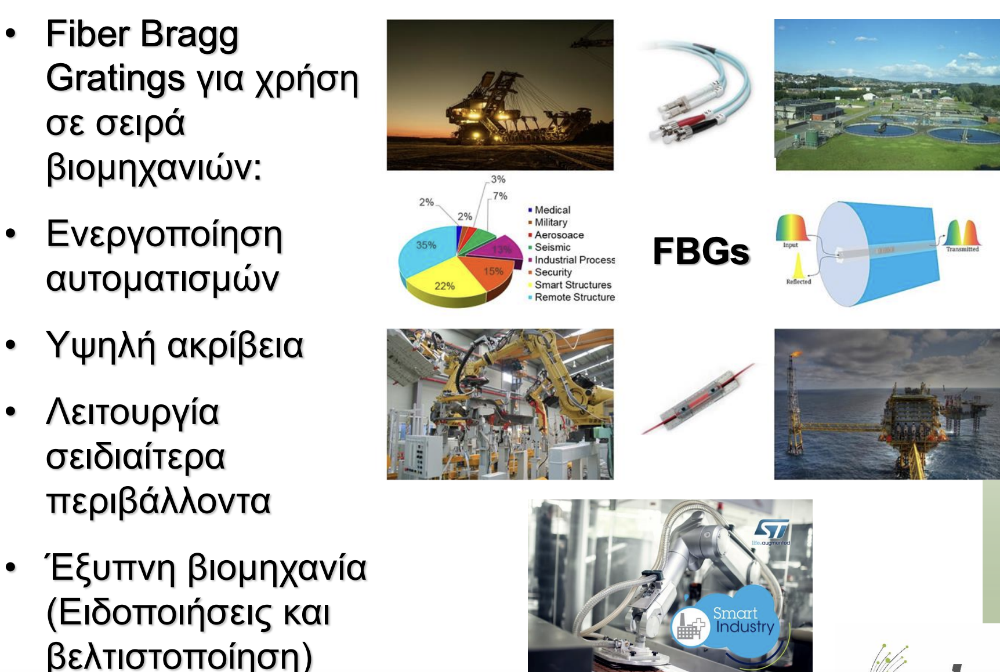 • Fiber Bragg
Gratings για χρήση
σε σειρά
βιομηχανιών:
• Ενεργοποίηση
αυτοματισμών
• Υψηλή ακρίβεια
• Λειτουργία
σειδιαίτερα
περιβάλλοντα
• Έξυπνη βιομηχανία
(Ειδοποιήσεις και
βελτιστοποίηση)
3%
7%
2%
2%
35%
13%
15%
22%
Medical
Military
Aerosoace
Seismic
Industrial Process
Security
Smart Structures
Remote Structure
FBGs
Input
Reflected
Transmitted
ST
life.augmented
Smart
Industry